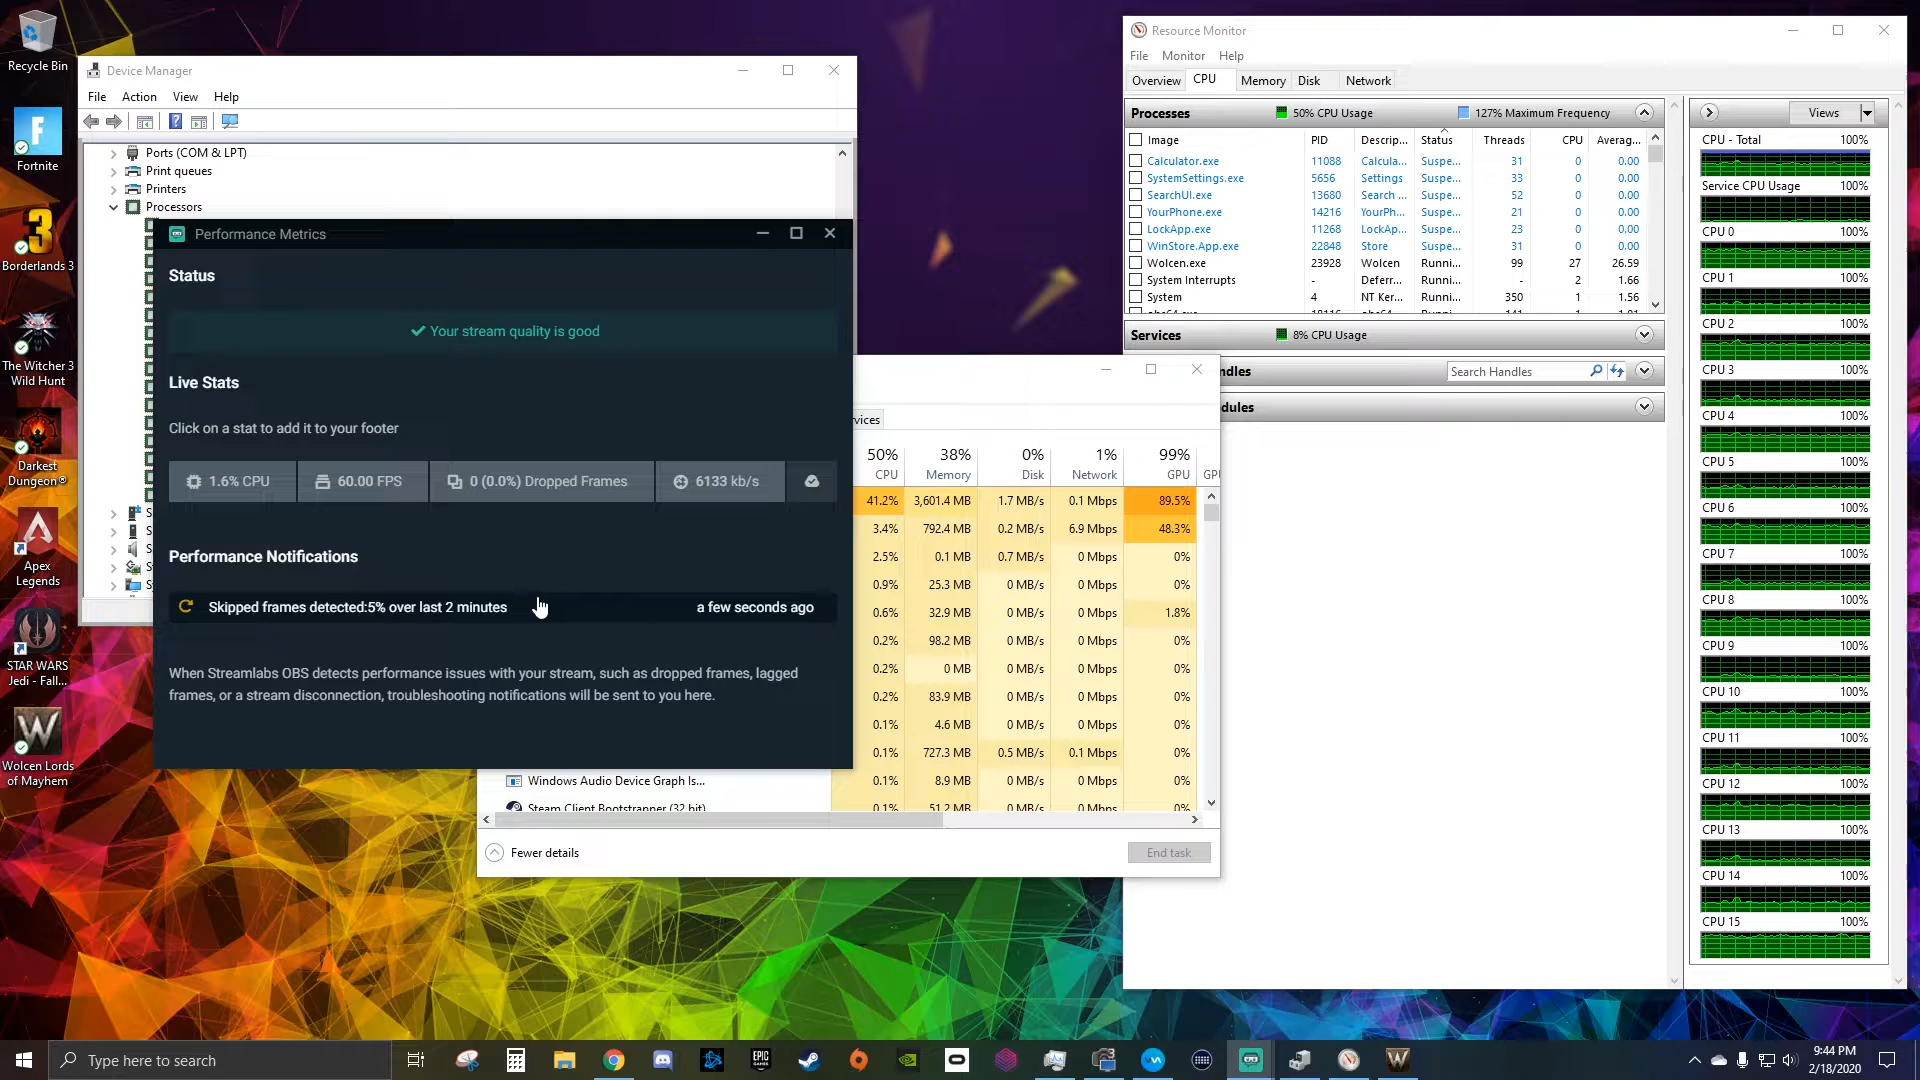 Recycle Bin
Fortnite
Borderlands 3
The Witcher 3
Wild Hunt
Darkest
Dungeon®
Apex
Legends
STAR WARS
Jedi - Fall...
Wolcen Lords
of Mayhem
Device Manager
File Action View Help
Ports (COM & LPT)
Print queues
Printers
Processors
Performance Metrics
Status
Your stream quality is good
Live Stats
Click on a stat to add it to your footer
1.6% CPU
60.00 FPS
0 (0.0%) Dropped Frames
6133 kb/s
Performance Notifications
Skipped frames detected:5% over last 2 minutes
a few seconds ago
When Streamlabs OBS detects performance issues with your stream, such as dropped frames, lagged
frames, or a stream disconnection, troubleshooting notifications will be sent to you here.
vices
50% 38% 0% 1% 99%
CPU Memory Disk Network GPU GPU
41.2% 3,601.4 MB 1.7 MB/s 0.1 Mbps 89.5%
3.4% 792.4 MB 0.2 MB/s 6.9 Mbps 48.3%
2.5% 0.1 MB 0.7 MB/s 0 Mbps 0%
0.9% 25.3 MB 0 MB/s 0 Mbps 0%
0.6% 32.9 MB 0 MB/s 0 Mbps 1.8%
0.2% 98.2 MB 0 MB/s 0 Mbps 0%
0.2% 0 MB 0 MB/s 0 Mbps 0%
0.2% 83.9 MB 0 MB/s 0 Mbps 0%
0.1% 4.6 MB 0 MB/s 0 Mbps 0%
0.1% 727.3 MB 0.5 MB/s 0.1 Mbps 0%
Windows Audio Device Graph Is... 0.1% 8.9 MB 0 MB/s 0 Mbps 0%
Steam Client Bootstrapper (32 bit) 0.1% 51.2 MB 0 MB/s 0 Mbps 0%
Fewer details
End task
Resource Monitor
File Monitor Help
Overview CPU Memory Disk Network
Processes 50% CPU Usage 127% Maximum Frequency
Image PID Descrip... Status Threads CPU Averag...
Calculator.exe 11088 Calcula... Suspe... 31 0 0.00
SystemSettings.exe 5656 Settings Suspe... 33 0 0.00
SearchUI.exe 13680 Search ... Suspe... 52 0 0.00
YourPhone.exe 14216 YourPh... Suspe... 21 0 0.00
LockApp.exe 11268 LockAp... Suspe... 23 0 0.00
WinStore.App.exe 22848 Store Suspe... 31 0 0.00
Wolcen.exe 23928 Wolcen Runni... 99 27 26.59
System Interrupts - Deferr... Runni... - 2 1.66
System 4 NT Ker... Runni... 350 1 1.56
Services 8% CPU Usage
ndles Search Handles
dules
Views
CPU - Total 100%
Service CPU Usage 100%
CPU 0 100%
CPU 1 100%
CPU 2 100%
CPU 3 100%
CPU 4 100%
CPU 5 100%
CPU 6 100%
CPU 7 100%
CPU 8 100%
CPU 9 100%
CPU 10 100%
CPU 11 100%
CPU 12 100%
CPU 13 100%
CPU 14 100%
CPU 15 100%
Type here to search
9:44 PM
2/18/2020